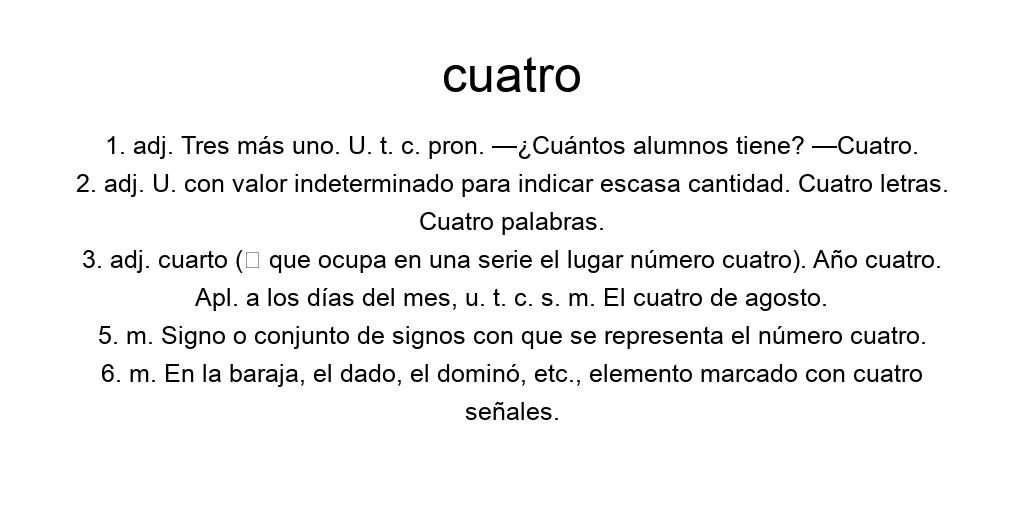 cuatro
1. adj. Tres más uno. U. t. c. pron. —¿Cuántos alumnos tiene? —Cuatro.
2. adj. U. con valor indeterminado para indicar escasa cantidad. Cuatro letras.
Cuatro palabras.
3. adj. cuarto (▯ que ocupa en una serie el lugar número cuatro). Año cuatro.
Apl. a los días del mes, u. t. c. s. m. El cuatro de agosto.
5. m. Signo o conjunto de signos con que se representa el número cuatro.
6. m. En la baraja, el dado, el dominó, etc., elemento marcado con cuatro
señales.